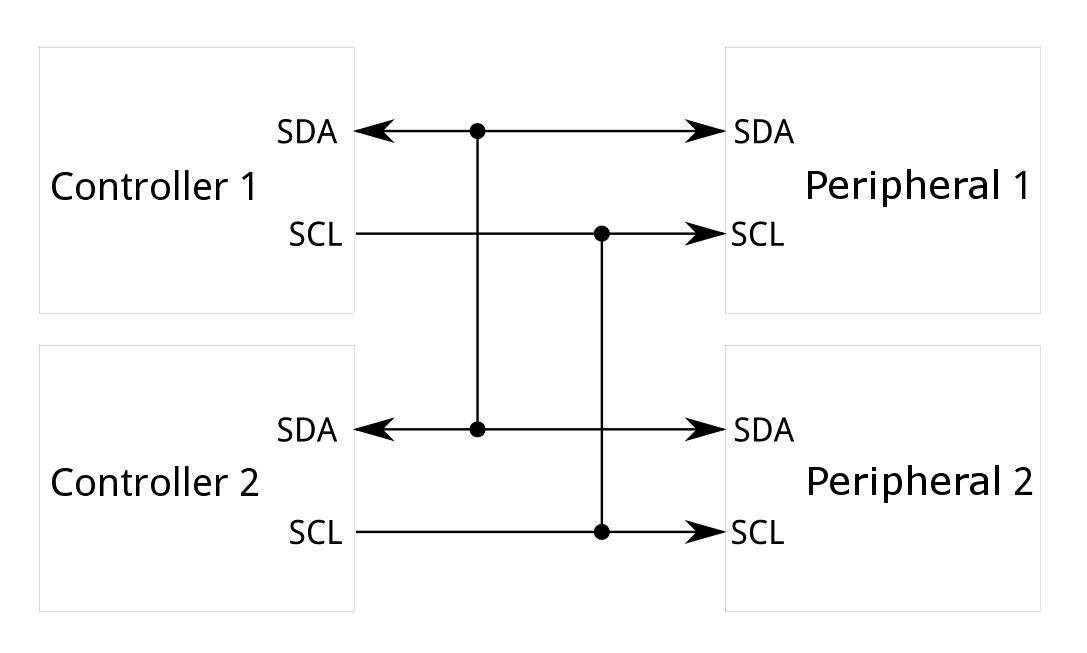 SDA
Controller 1
SCL
SDA
Peripheral 1
SCL
SDA
Controller 2
SCL
SDA
Peripheral 2
SCL